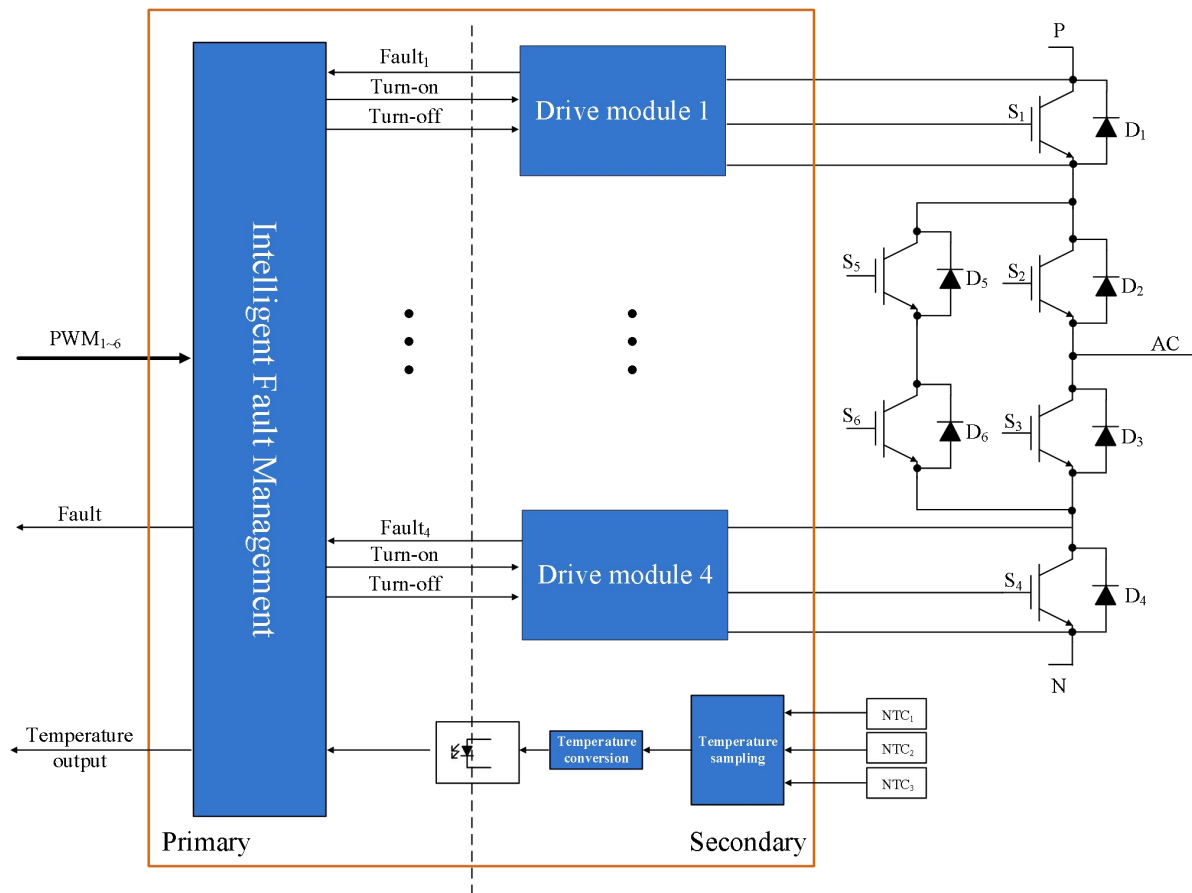 P
Fault₁
Turn-on
Turn-off
Drive module 1
S₁
D₁
Intelligent Fault Management
S₅
D₅
S₂
D₂
PWM₁~₆
AC
S₆
D₆
S₃
D₃
Fault
Fault₄
Turn-on
Turn-off
Drive module 4
S₄
D₄
N
Temperature
output
Temperature
conversion
Temperature
sampling
NTC₁
NTC₂
NTC₃
Primary
Secondary